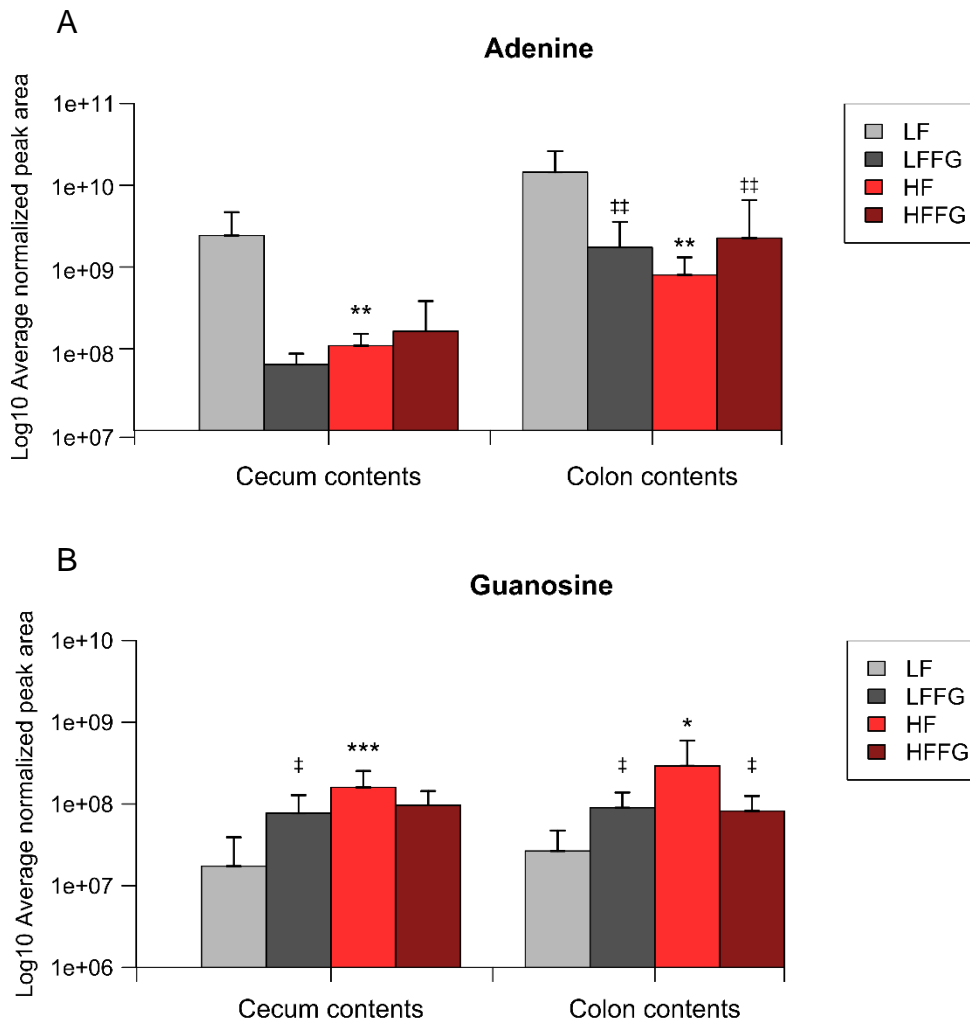 A
Adenine
Log10 Average normalized peak area
1e+11
1e+10
1e+09
1e+08
1e+07
‡‡
**
‡‡
**
Cecum contents
Colon contents
LF
LFFG
HF
HFFG
B
Guanosine
Log10 Average normalized peak area
1e+10
1e+09
1e+08
1e+07
1e+06
‡
***
‡
*
‡
Cecum contents
Colon contents
LF
LFFG
HF
HFFG